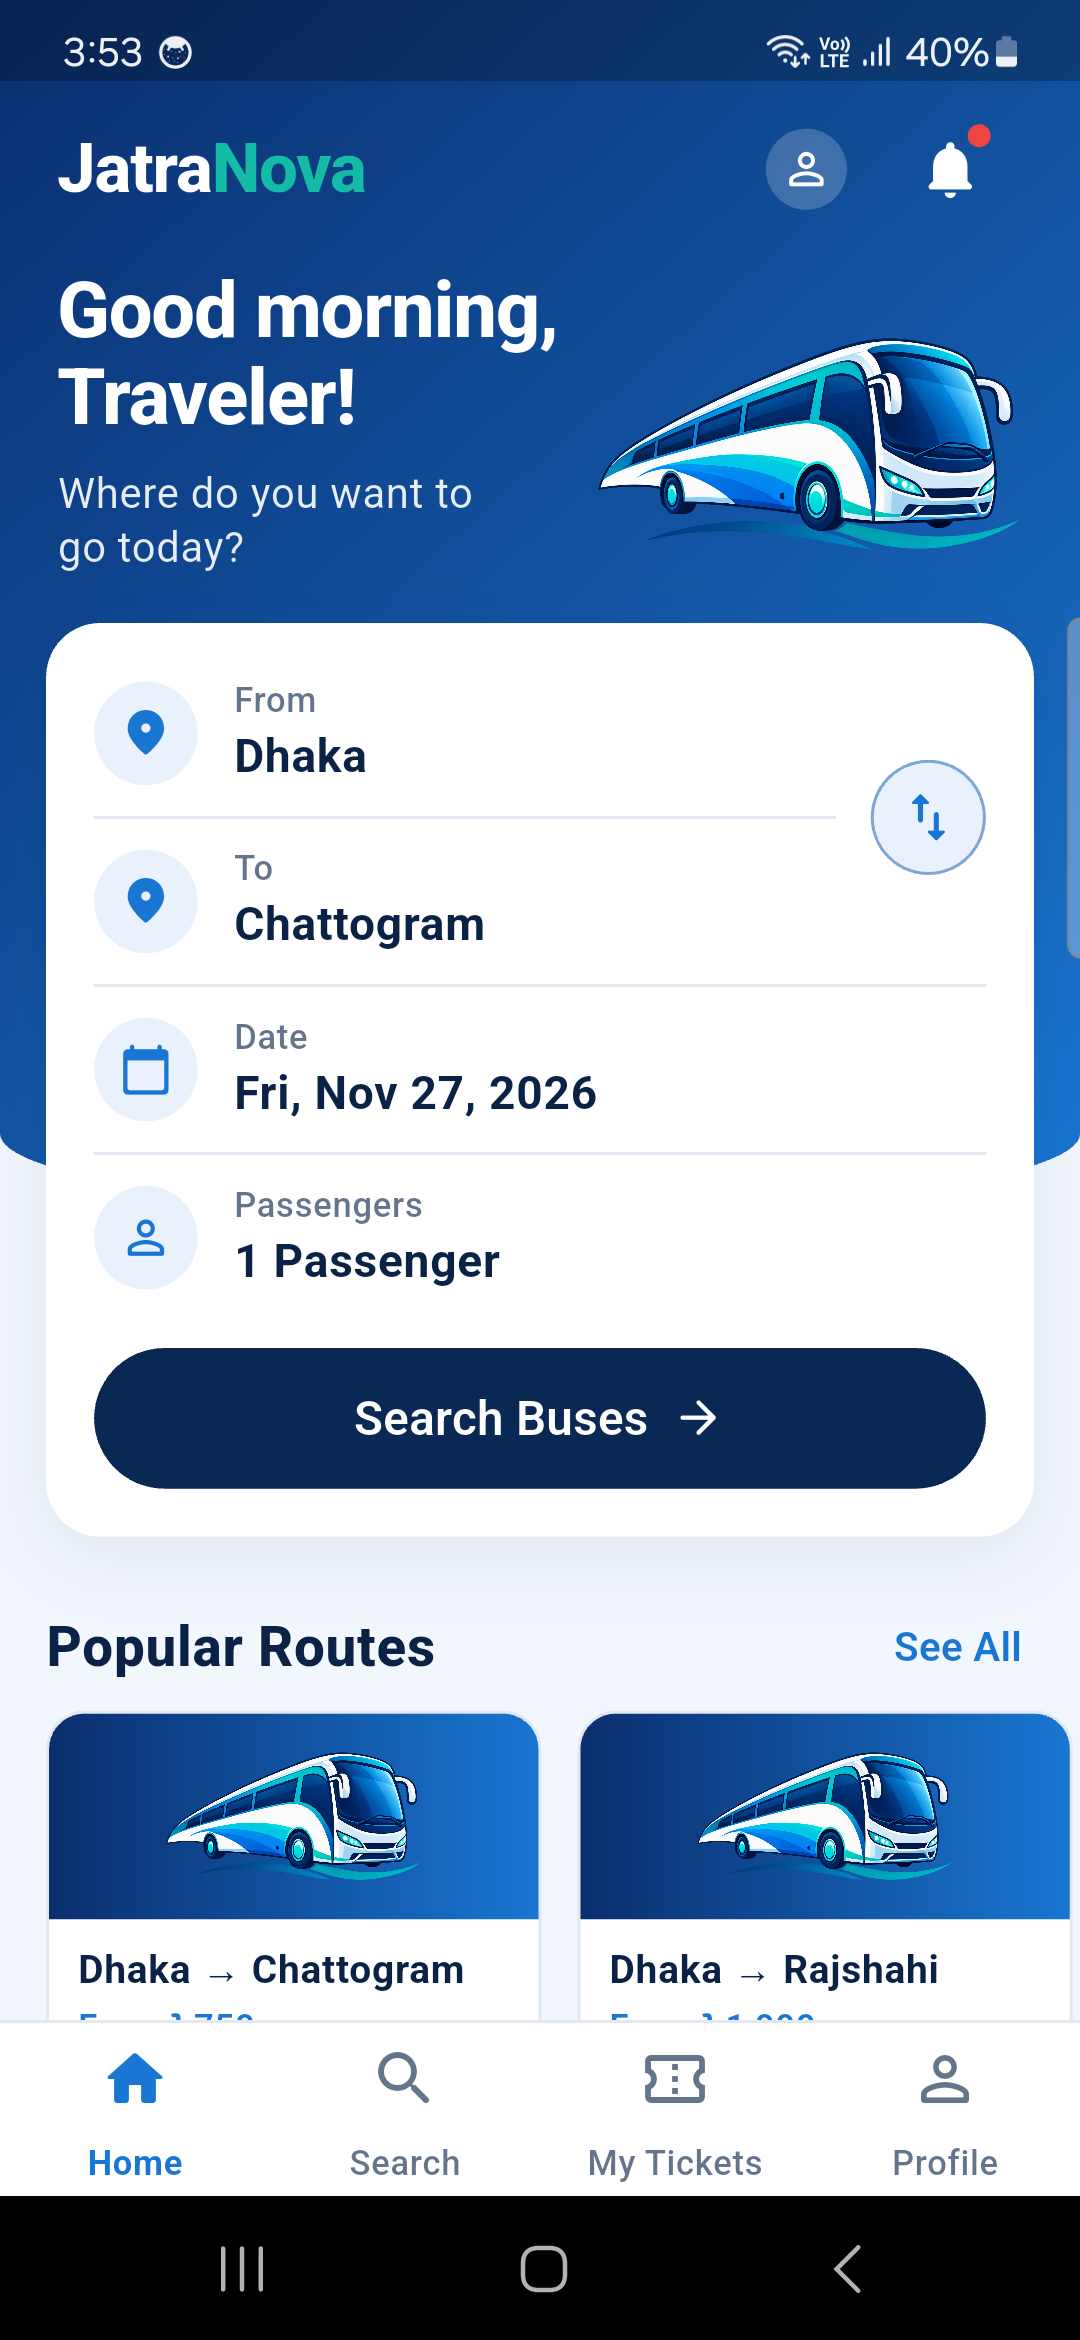 3:53
Vo)) LTE
40%
JatraNova
Good morning,
Traveler!
Where do you want to
go today?
From
Dhaka
To
Chattogram
Date
Fri, Nov 27, 2026
Passengers
1 Passenger
Search Buses →
Popular Routes
See All
Dhaka → Chattogram
Dhaka → Rajshahi
Home
Search
My Tickets
Profile